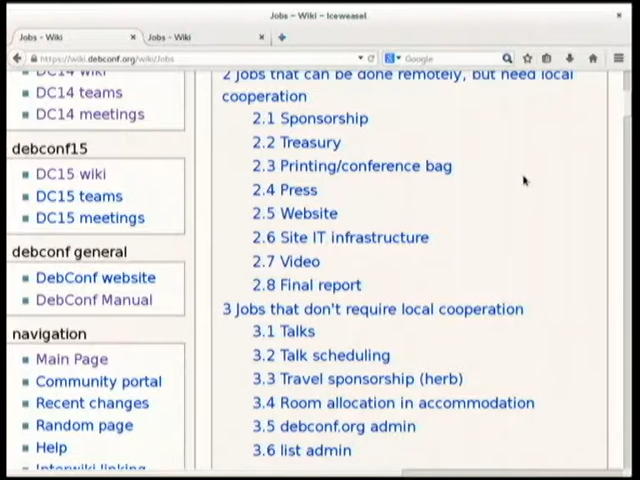 Jobs – Wiki – Iceweasel
Jobs – Wiki
Jobs – Wiki
https://wiki.debconf.org/wiki/Jobs
Google
DC14 wiki
DC14 teams
DC14 meetings
debconf15
DC15 wiki
DC15 teams
DC15 meetings
debconf general
DebConf website
DebConf Manual
navigation
Main Page
Community portal
Recent changes
Random page
Help
Interwiki linking
2 Jobs that can be done remotely, but need local
cooperation
2.1 Sponsorship
2.2 Treasury
2.3 Printing/conference bag
2.4 Press
2.5 Website
2.6 Site IT infrastructure
2.7 Video
2.8 Final report
3 Jobs that don't require local cooperation
3.1 Talks
3.2 Talk scheduling
3.3 Travel sponsorship (herb)
3.4 Room allocation in accommodation
3.5 debconf.org admin
3.6 list admin